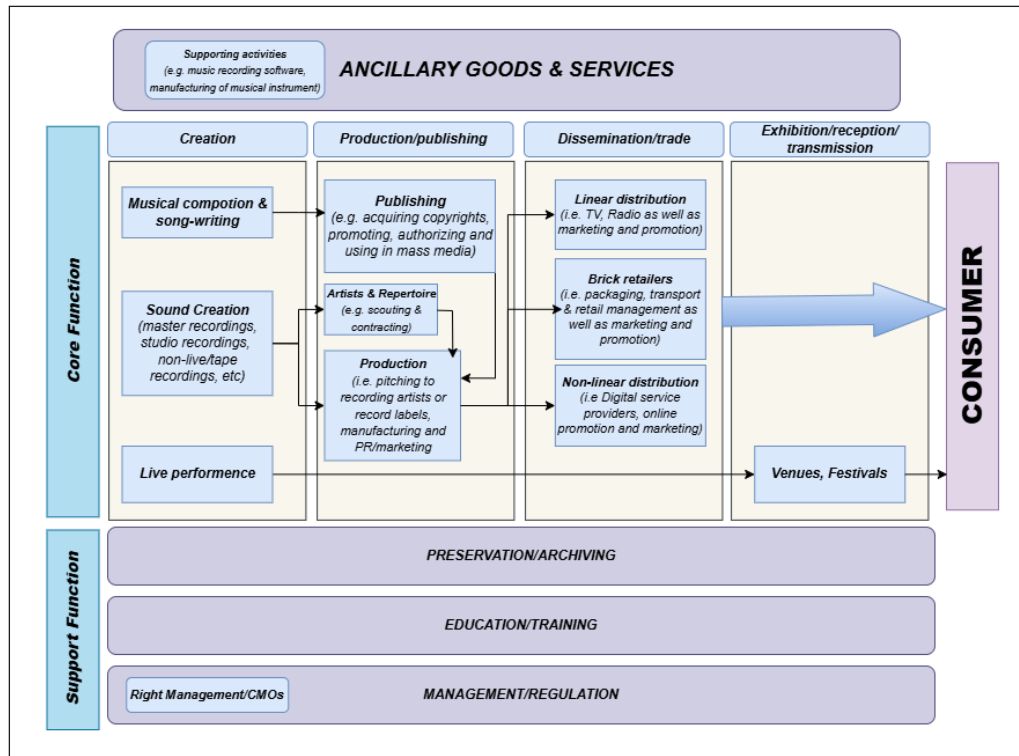 Supporting activities
(e.g. music recording software,
manufacturing of musical instrument)
ANCILLARY GOODS & SERVICES
Core Function
Creation
Production/publishing
Dissemination/trade
Exhibition/reception/
transmission
Musical compotion &
song-writing
Publishing
(e.g. acquiring copyrights,
promoting, authorizing and
using in mass media)
Linear distribution
(i.e. TV, Radio as well as
marketing and promotion)
Sound Creation
(master recordings,
studio recordings,
non-live/tape
recordings, etc)
Artists & Repertoire
(e.g. scouting &
contracting)
Brick retailers
(i.e. packaging, transport
& retail management as
well as marketing and
promotion)
Production
(i.e. pitching to
recording artists or
record labels,
manufacturing and
PR/marketing
Non-linear distribution
(i.e Digital service
providers, online
promotion and marketing)
Live performence
Venues, Festivals
CONSUMER
Support Function
PRESERVATION/ARCHIVING
EDUCATION/TRAINING
Right Management/CMOs
MANAGEMENT/REGULATION